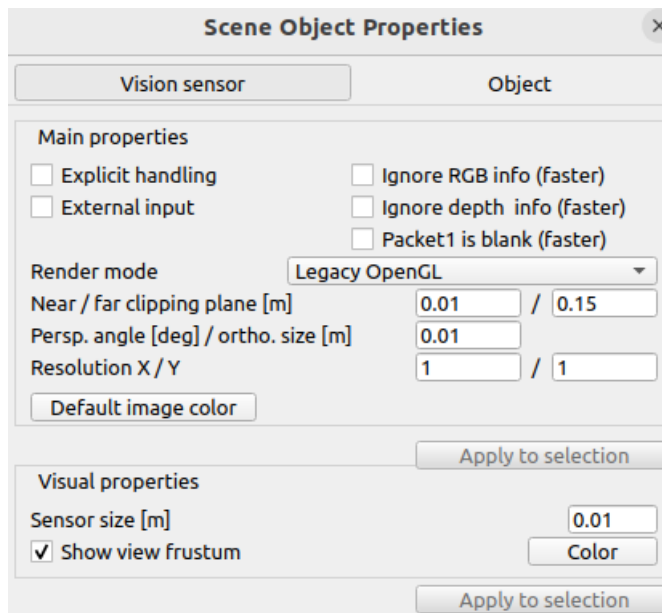 Scene Object Properties
Vision sensor Object
Main properties
Explicit handling Ignore RGB info (faster)
External input Ignore depth info (faster)
Packet1 is blank (faster)
Render mode Legacy OpenGL
Near / far clipping plane [m] 0.01 / 0.15
Persp. angle [deg] / ortho. size [m] 0.01
Resolution X / Y 1 / 1
Default image color
Apply to selection
Visual properties
Sensor size [m] 0.01
Show view frustum Color
Apply to selection